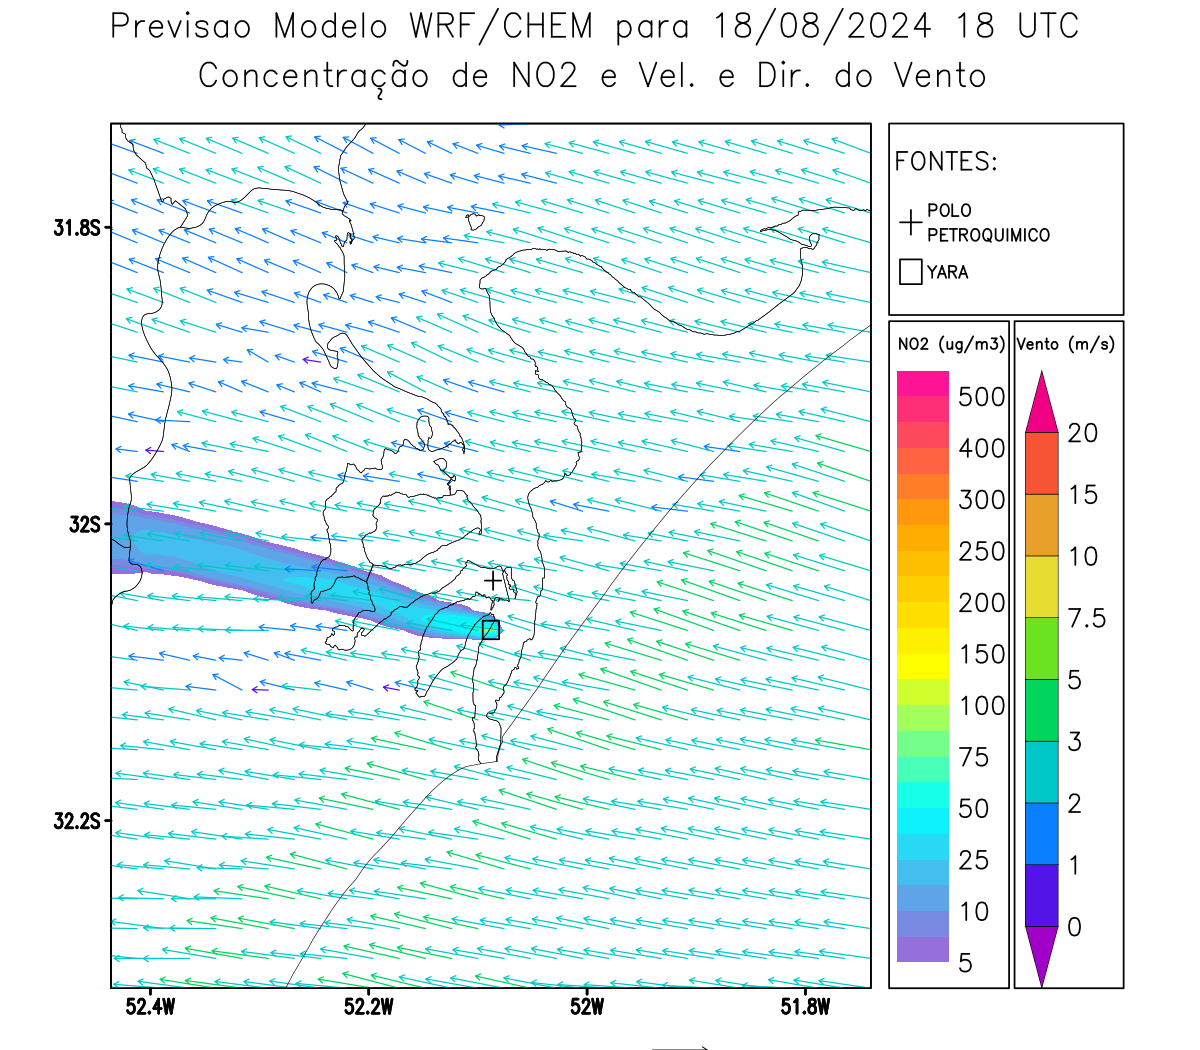 Previsao Modelo WRF/CHEM para 18/08/2024 18 UTC
Concentração de NO2 e Vel. e Dir. do Vento
FONTES:
POLO
PETROQUIMICO
YARA
NO2 (ug/m3)
500
400
300
250
200
150
100
75
50
25
10
5
Vento (m/s)
20
15
10
7.5
5
3
2
1
0
31.8S
32S
32.2S
52.4W
52.2W
52W
51.8W